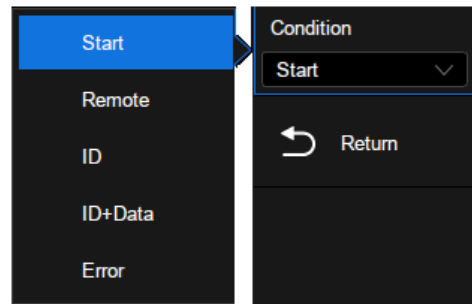 Start
Remote
ID
ID+Data
Error
Condition
Start
Return